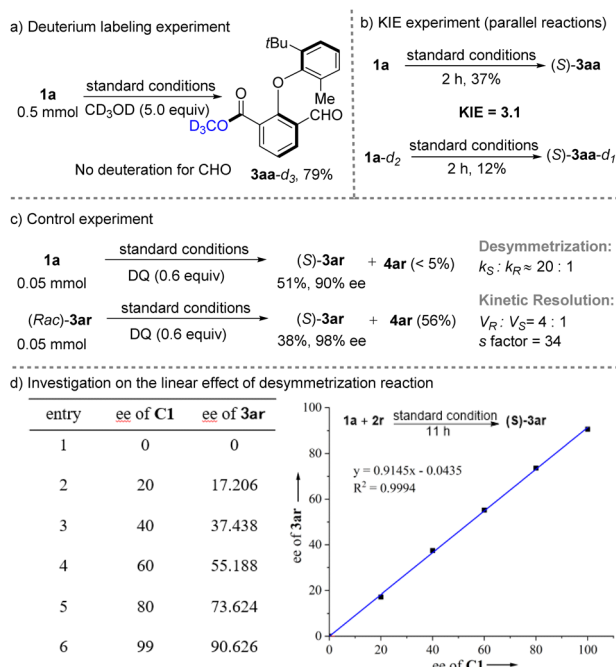 a) Deuterium labeling experiment
1a
0.5 mmol
standard conditions
CD3OD (5.0 equiv)
tBu
Me
O
O
D3CO
CHO
No deuteration for CHO
3aa-d3, 79%
b) KIE experiment (parallel reactions)
1a
standard conditions
2 h, 37%
(S)-3aa
KIE = 3.1
1a-d2
standard conditions
2 h, 12%
(S)-3aa-d1
c) Control experiment
1a
0.05 mmol
standard conditions
DQ (0.6 equiv)
(S)-3ar + 4ar (< 5%)
51%, 90% ee
Desymmetrization:
kS : kR ≈ 20 : 1
(Rac)-3ar
0.05 mmol
standard conditions
DQ (0.6 equiv)
(S)-3ar + 4ar (56%)
38%, 98% ee
Kinetic Resolution:
VR : VS = 4 : 1
s factor = 34
d) Investigation on the linear effect of desymmetrization reaction
entry ee of C1 ee of 3ar
1 0 0
2 20 17.206
3 40 37.438
4 60 55.188
5 80 73.624
6 99 90.626
1a + 2r standard condition (S)-3ar
11 h
y = 0.9145x - 0.0435
R2 = 0.9994
ee of 3ar
100
80
60
40
20
0
0 20 40 60 80 100
ee of C1